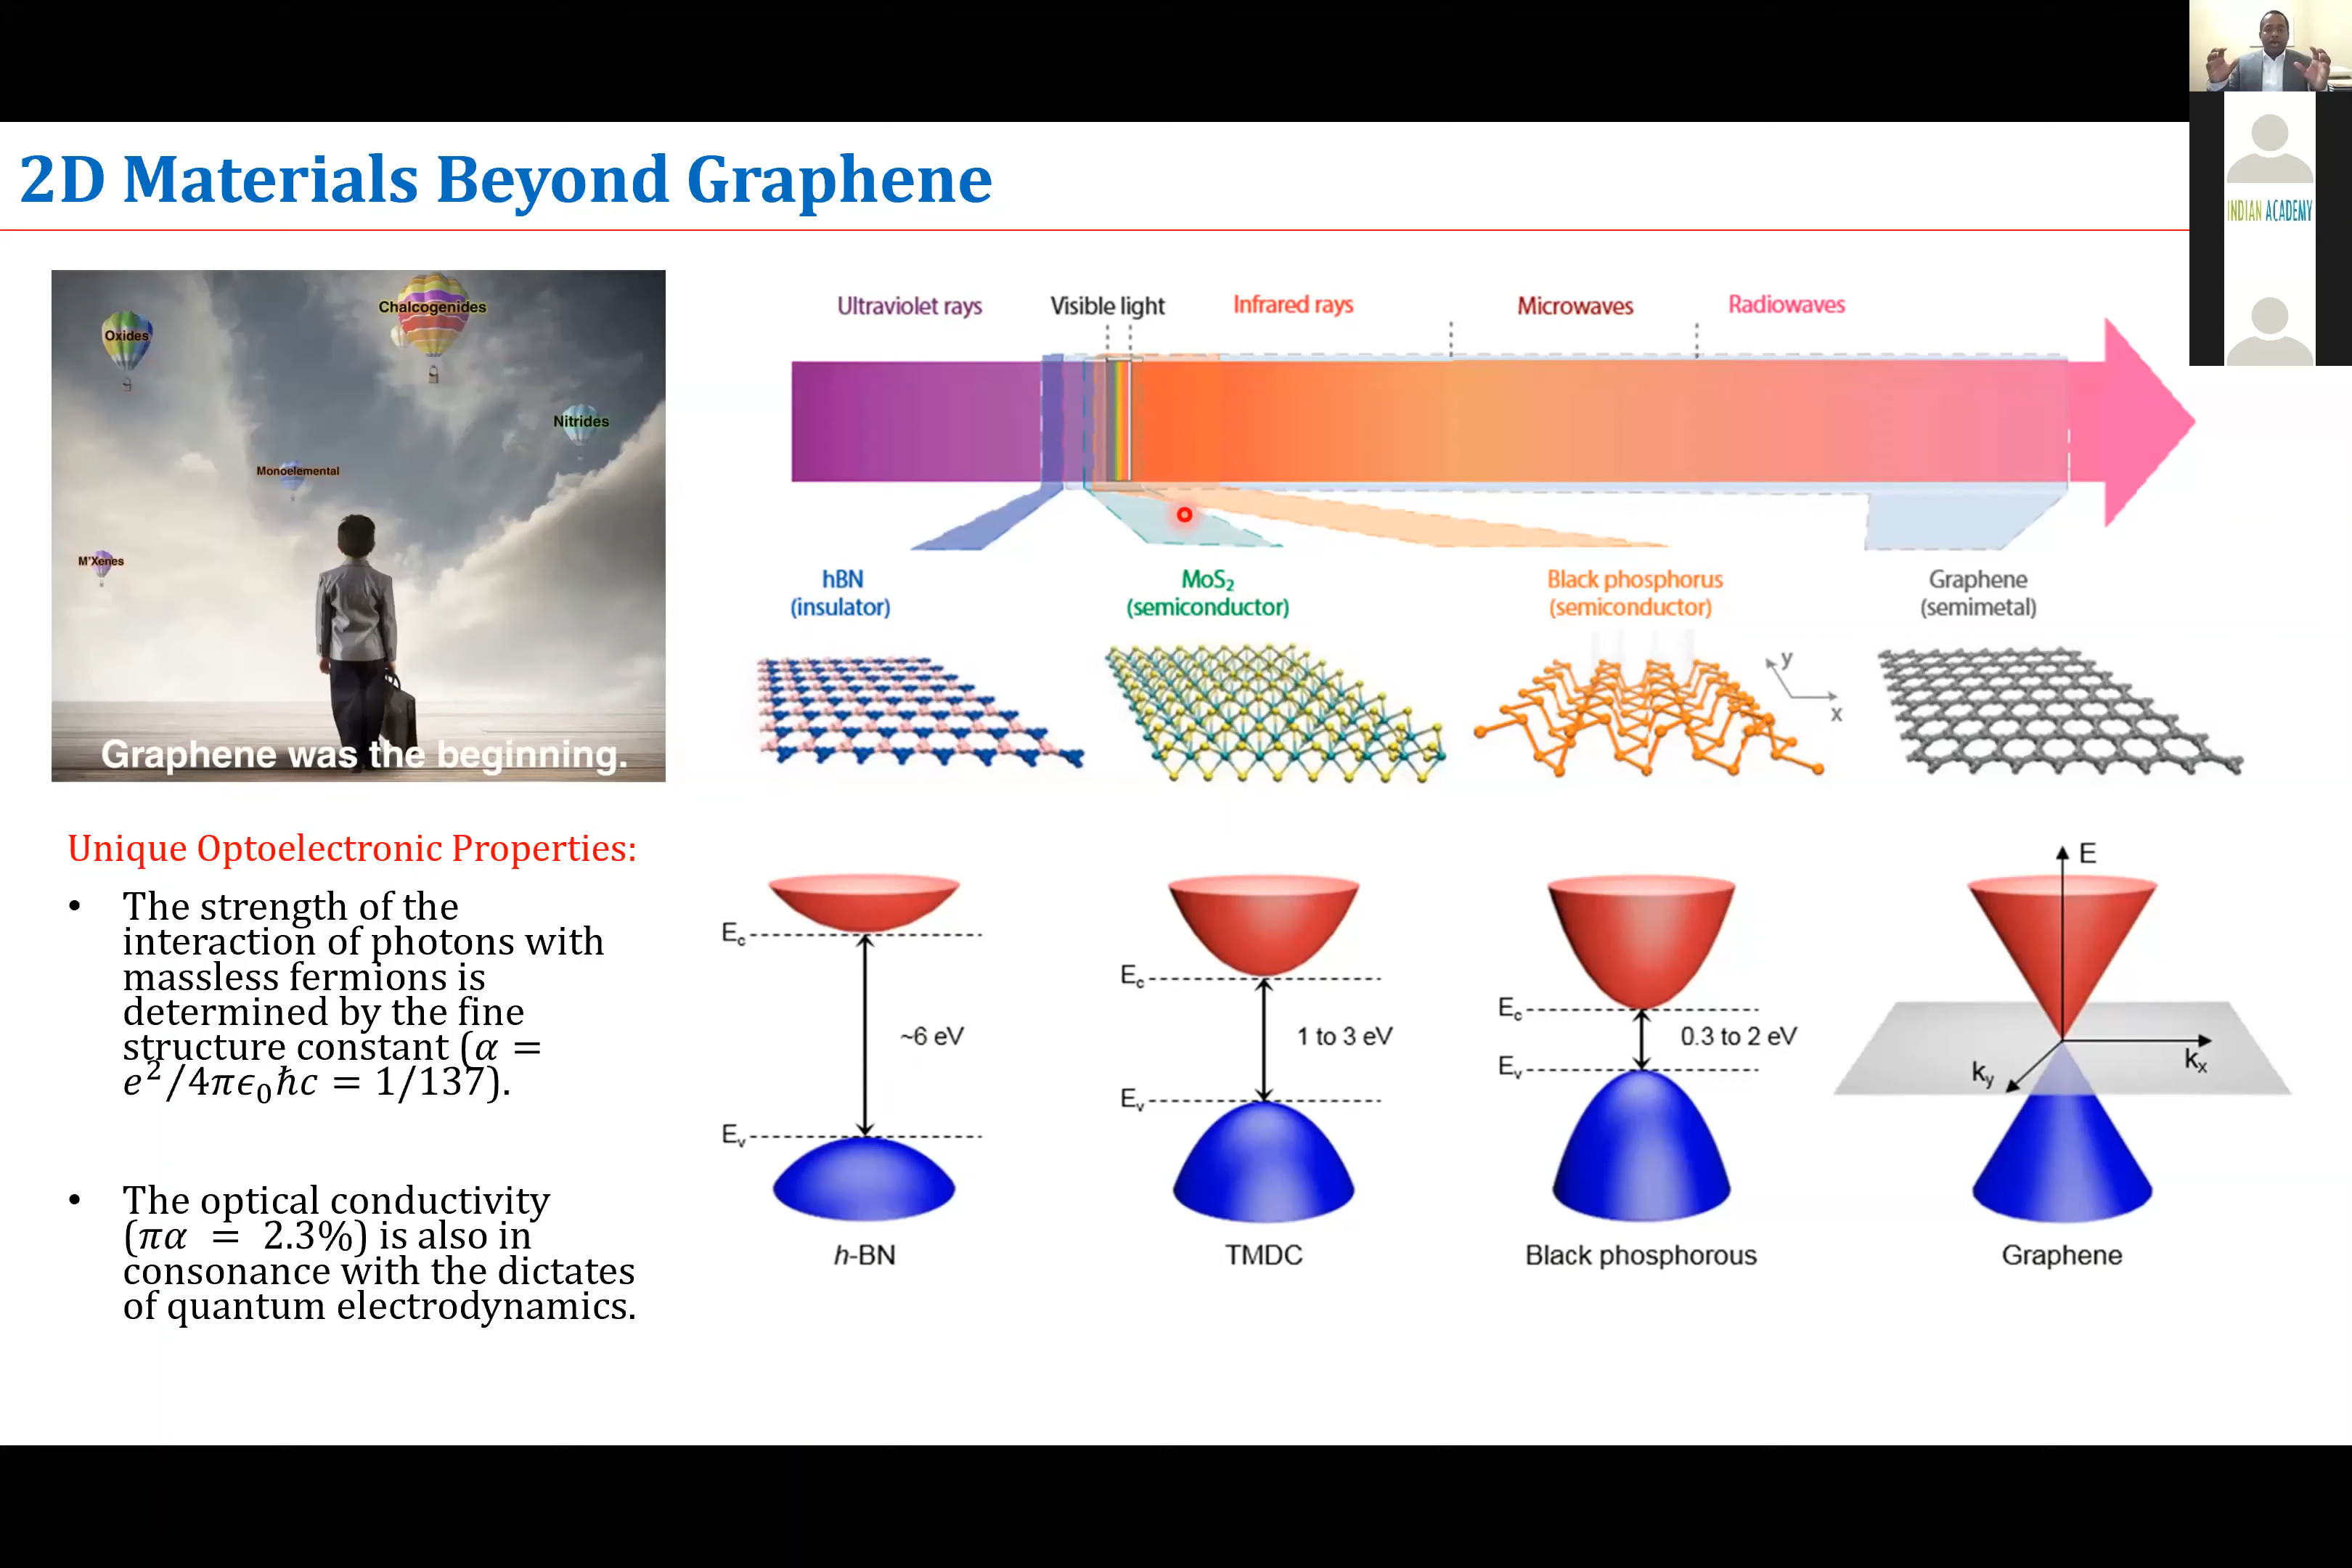 2D Materials Beyond Graphene
INDIAN ACADEMY
Oxides
Chalcogenides
Nitrides
Monoelemental
M'Xenes
Graphene was the beginning.
Ultraviolet rays
Visible light
Infrared rays
Microwaves
Radiowaves
hBN
(insulator)
MoS₂
(semiconductor)
Black phosphorus
(semiconductor)
Graphene
(semimetal)
y
x
Unique Optoelectronic Properties:
• The strength of the
interaction of photons with
massless fermions is
determined by the fine
structure constant (α =
e²/4πϵ₀ℏc = 1/137).
• The optical conductivity
(πα = 2.3%) is also in
consonance with the dictates
of quantum electrodynamics.
Ec
~6 eV
Ev
h-BN
Ec
1 to 3 eV
Ev
TMDC
Ec
0.3 to 2 eV
Ev
Black phosphorous
E
kx
ky
Graphene